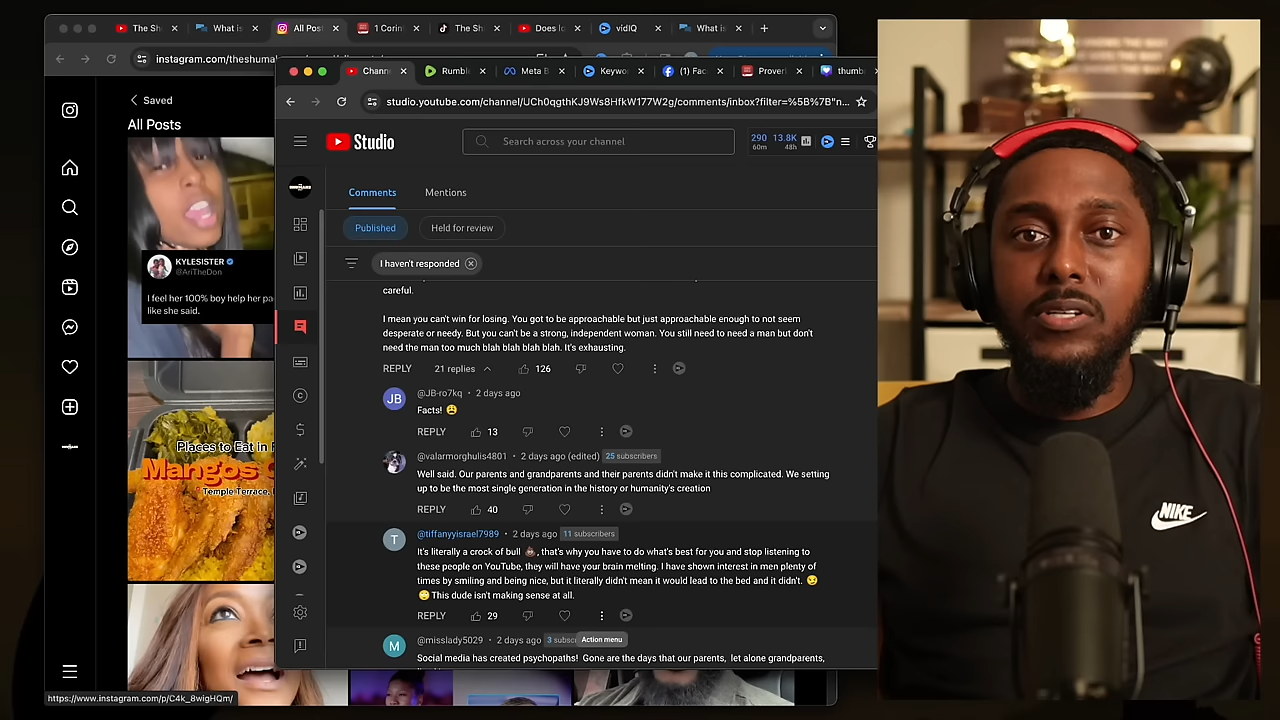 The Sh
What is
All Post
1 Corin
The Sh
Does lo
vidIQ
What is
instagram.com/theshuma
Saved
All Posts
KYLESISTER
@AriTheDon
I feel her 100% boy help her pa
like she said.
Places to Eat in
Mangos
Temple Terrace,
https://www.instagram.com/p/C4k_8wigHQm/
Chann
Rumbl
Meta B
Keywo
(1) Fac
Prover
thumb
studio.youtube.com/channel/UCh0qgthKJ9Ws8HfkW177W2g/comments/inbox?filter=%5B%7B"n...
Studio
Search across your channel
290 13.8K
60m 48h
Comments Mentions
Published Held for review
I haven't responded
careful.
I mean you can't win for losing. You got to be approachable but just approachable enough to not seem
desperate or needy. But you can't be a strong, independent woman. You still need to need a man but don't
need the man too much blah blah blah blah. It's exhausting.
REPLY 21 replies 126
JB
@JB-ro7kq • 2 days ago
Facts! 😩
REPLY 13
@valarmorghulis4801 • 2 days ago (edited) 25 subscribers
Well said. Our parents and grandparents and their parents didn't make it this complicated. We setting
up to be the most single generation in the history or humanity's creation
REPLY 40
T
@tiffanyyisrael7989 • 2 days ago 11 subscribers
It's literally a crock of bull 💩, that's why you have to do what's best for you and stop listening to
these people on YouTube, they will have your brain melting. I have shown interest in men plenty of
times by smiling and being nice, but it literally didn't mean it would lead to the bed and it didn't. 😏
🙄 This dude isn't making sense at all.
REPLY 29
M
@misslady5029 • 2 days ago 3 subsc Action menu
Social media has created psychopaths! Gone are the days that our parents, let alone grandparents,
NIKE